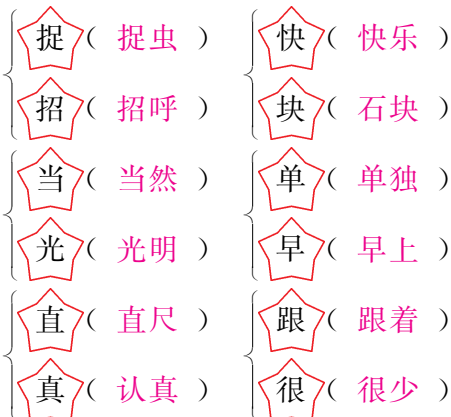 捉（捉虫） 快（快乐）
招（招呼） 块（石块）
当（当然） 单（单独）
光（光明） 早（早上）
直（直尺） 跟（跟着）
真（认真） 很（很少）